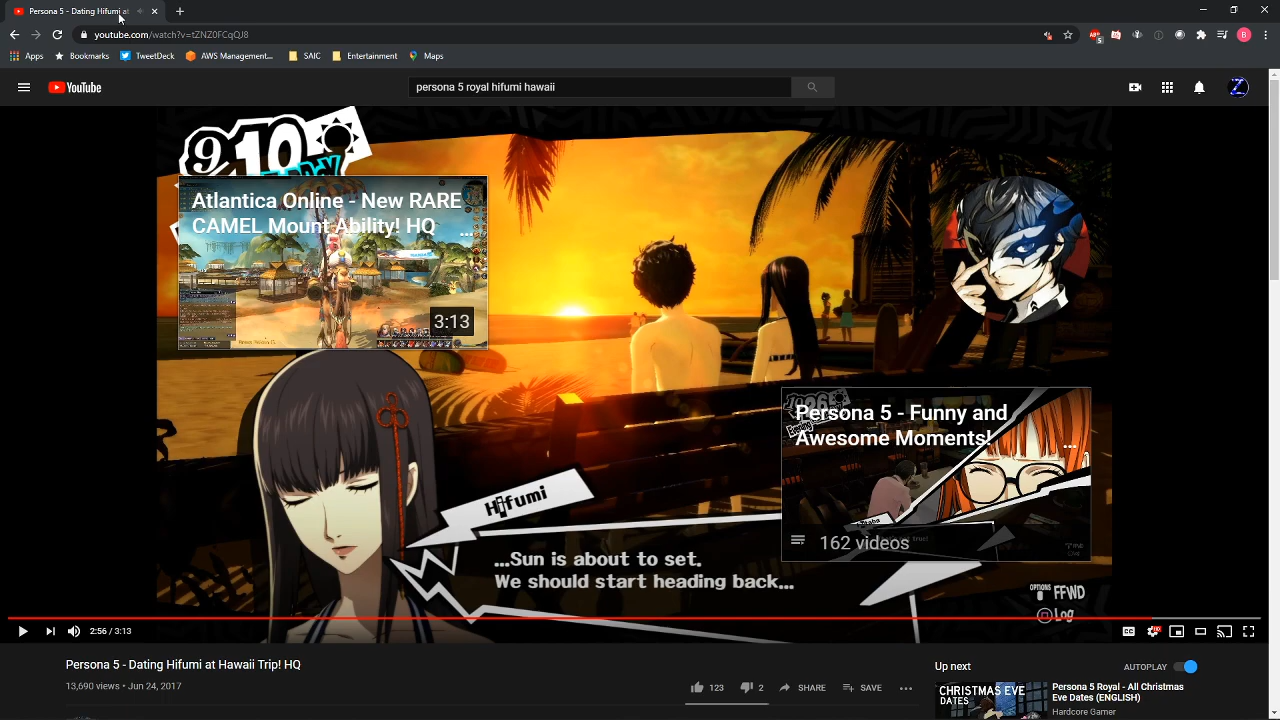 Persona 5 - Dating Hifumi at
youtube.com/watch?v=tZNZ0FCqQJ8
Apps
Bookmarks
TweetDeck
AWS Management...
SAIC
Entertainment
Maps
YouTube
persona 5 royal hifumi hawaii
9/10
Atlantica Online - New RARE
CAMEL Mount Ability! HQ
...
3:13
Persona 5 - Funny and
Awesome Moments!
...
162 videos
Hifumi
...Sun is about to set.
We should start heading back...
OPTIONS FFWD
Log
2:56 / 3:13
Persona 5 - Dating Hifumi at Hawaii Trip! HQ
13,690 views • Jun 24, 2017
123
2
SHARE
SAVE
Up next
AUTOPLAY
CHRISTMAS EVE
DATES
Persona 5 Royal - All Christmas
Eve Dates (ENGLISH)
Hardcore Gamer